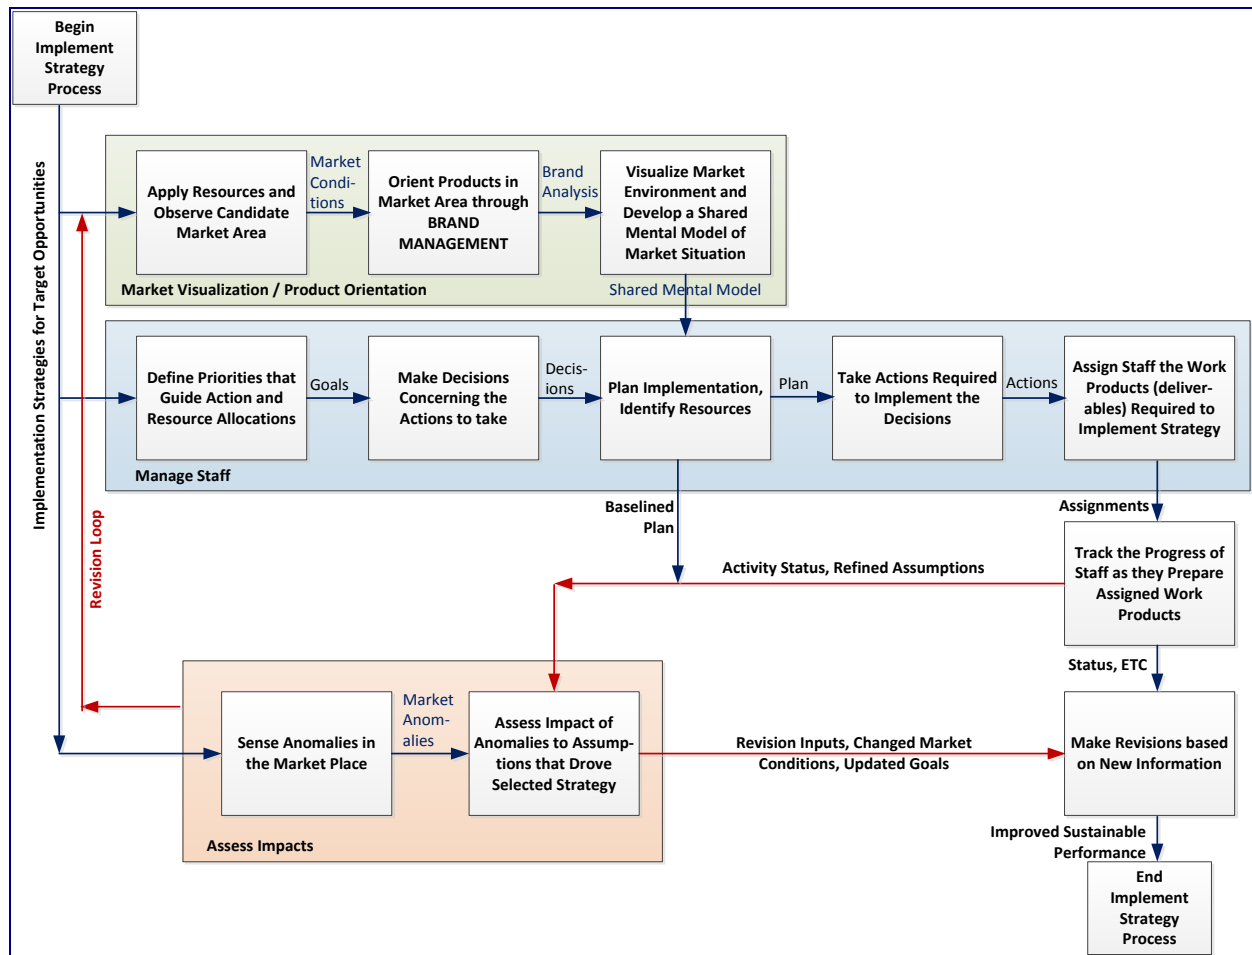 Begin
Implement
Strategy
Process
Implementation Strategies for Target Opportunities
Revision Loop
Apply Resources and
Observe Candidate
Market Area
Market
Condi-
tions
Orient Products in
Market Area through
BRAND
MANAGEMENT
Brand
Analysis
Visualize Market
Environment and
Develop a Shared
Mental Model of
Market Situation
Market Visualization / Product Orientation
Shared Mental Model
Define Priorities that
Guide Action and
Resource Allocations
Goals
Make Decisions
Concerning the
Actions to take
Decis-
ions
Plan Implementation,
Identify Resources
Plan
Take Actions Required
to Implement the
Decisions
Actions
Assign Staff the Work
Products (deliver-
ables) Required to
Implement Strategy
Manage Staff
Baselined
Plan
Assignments
Activity Status, Refined Assumptions
Track the Progress of
Staff as they Prepare
Assigned Work
Products
Status, ETC
Sense Anomalies in
the Market Place
Market
Anom-
alies
Assess Impact of
Anomalies to Assump-
tions that Drove
Selected Strategy
Revision Inputs, Changed Market
Conditions, Updated Goals
Make Revisions based
on New Information
Assess Impacts
Improved Sustainable
Performance
End
Implement
Strategy
Process